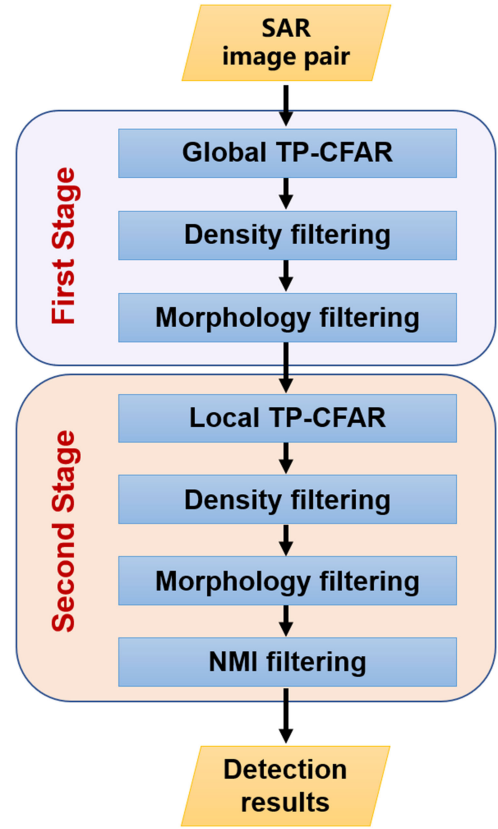 SAR
image pair
First Stage
Global TP-CFAR
Density filtering
Morphology filtering
Second Stage
Local TP-CFAR
Density filtering
Morphology filtering
NMI filtering
Detection
results